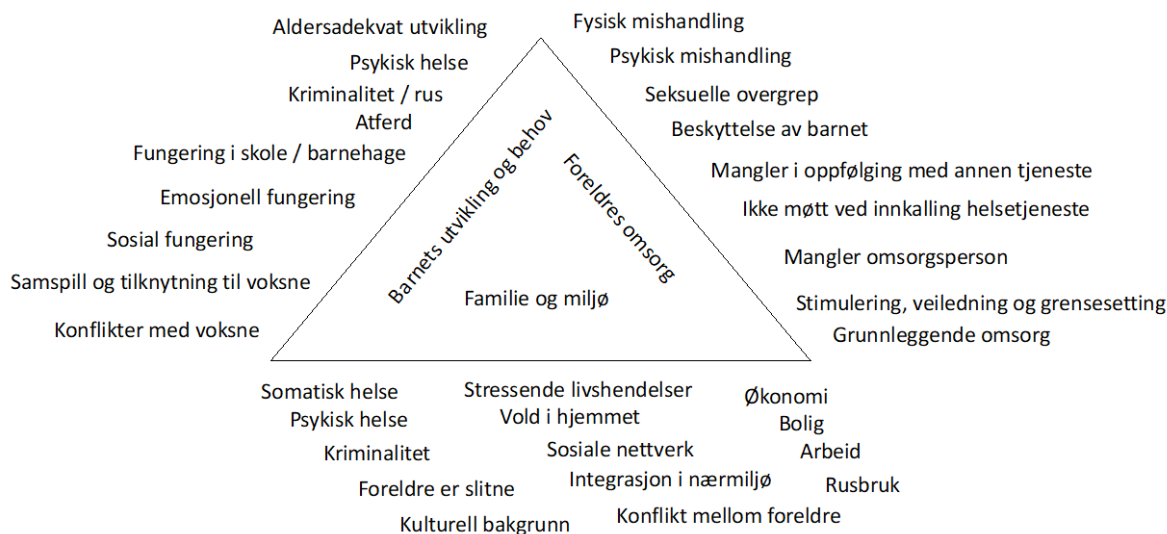 Aldersadekvat utvikling
Psykisk helse
Kriminalitet / rus
Atferd
Fungering i skole / barnehage
Emosjonell fungering
Sosial fungering
Samspill og tilknytning til voksne
Konflikter med voksne
Barnets utvikling og behov
Foreldres omsorg
Familie og miljø
Fysisk mishandling
Psykisk mishandling
Seksuelle overgrep
Beskyttelse av barnet
Mangler i oppfølging med annen tjeneste
Ikke møtt ved innkalling helsetjeneste
Mangler omsorgsperson
Stimulering, veiledning og grensesetting
Grunnleggende omsorg
Somatisk helse
Psykisk helse
Kriminalitet
Foreldre er slitne
Kulturell bakgrunn
Stressende livshendelser
Vold i hjemmet
Sosiale nettverk
Integrasjon i nærmiljø
Konflikt mellom foreldre
Økonomi
Bolig
Arbeid
Rusbruk